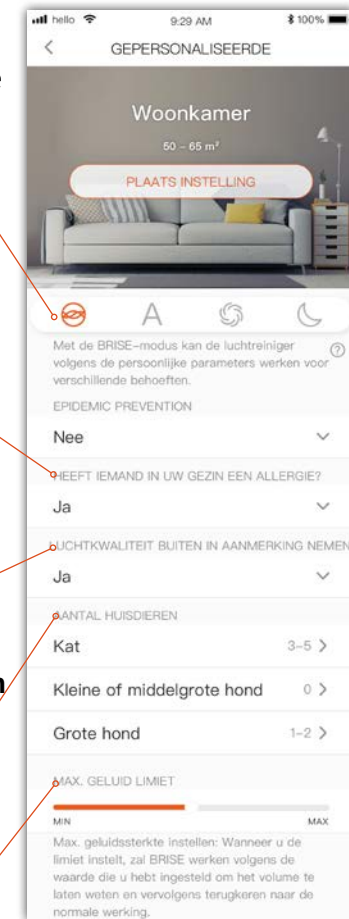 hello 9:29 AM 100%
GEPERSONALISEERDE
Woonkamer
50 – 65 m²
PLAATS INSTELLING
A
Met de BRISE-modus kan de luchtreiniger
volgens de persoonlijke parameters werken voor
verschillende behoeften.
?
EPIDEMIC PREVENTION
Nee
HEEFT IEMAND IN UW GEZIN EEN ALLERGIE?
Ja
LUCHTKWALITEIT BUITEN IN AANMERKING NEMEN
Ja
AANTAL HUISDIEREN
Kat 3-5
Kleine of middelgrote hond 0
Grote hond 1-2
MAX. GELUID LIMIET
MIN MAX
Max. geluidssterkte instellen: Wanneer u de
limiet instelt, zal BRISE werken volgens de
waarde die u hebt ingesteld om het volume te
laten weten en vervolgens terugkeren naar de
normale werking.